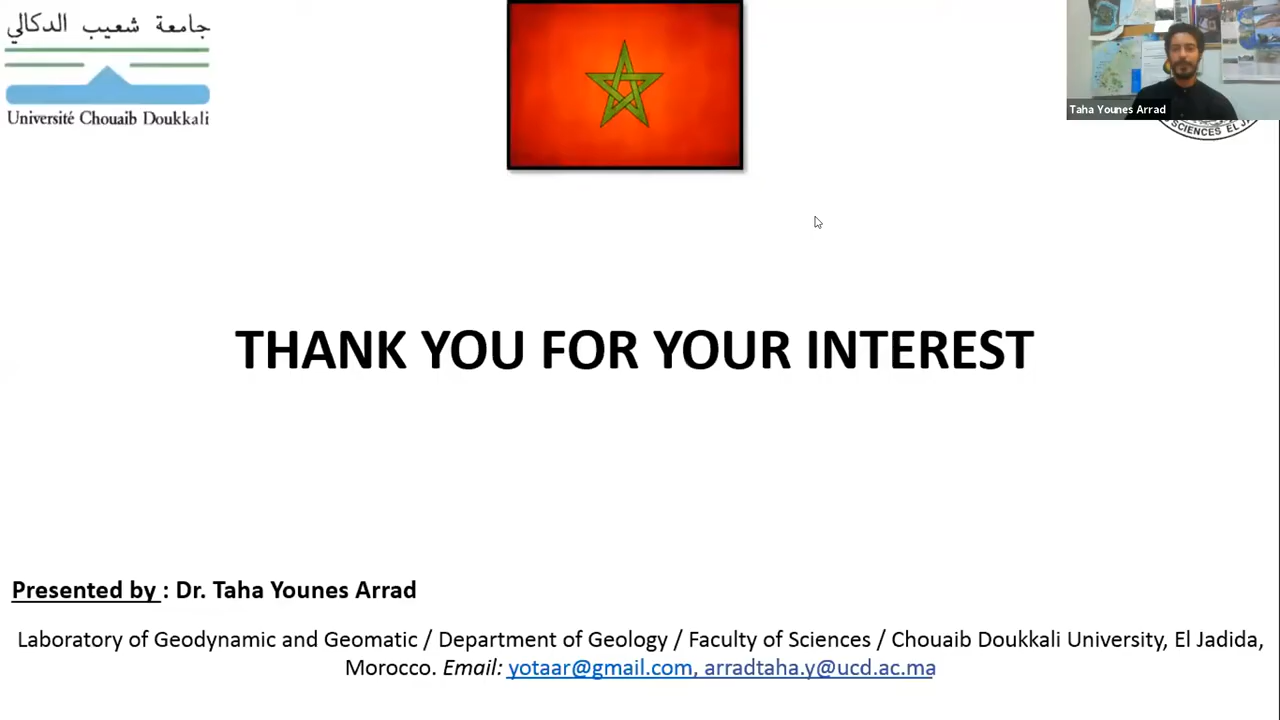 جامعة شعيب الدكالي
Université Chouaib Doukkali
Taha Younes Arrad
SCIENCES EL
THANK YOU FOR YOUR INTEREST
Presented by : Dr. Taha Younes Arrad
Laboratory of Geodynamic and Geomatic / Department of Geology / Faculty of Sciences / Chouaib Doukkali University, El Jadida,
Morocco. Email: yotaar@gmail.com, arradtaha.y@ucd.ac.ma